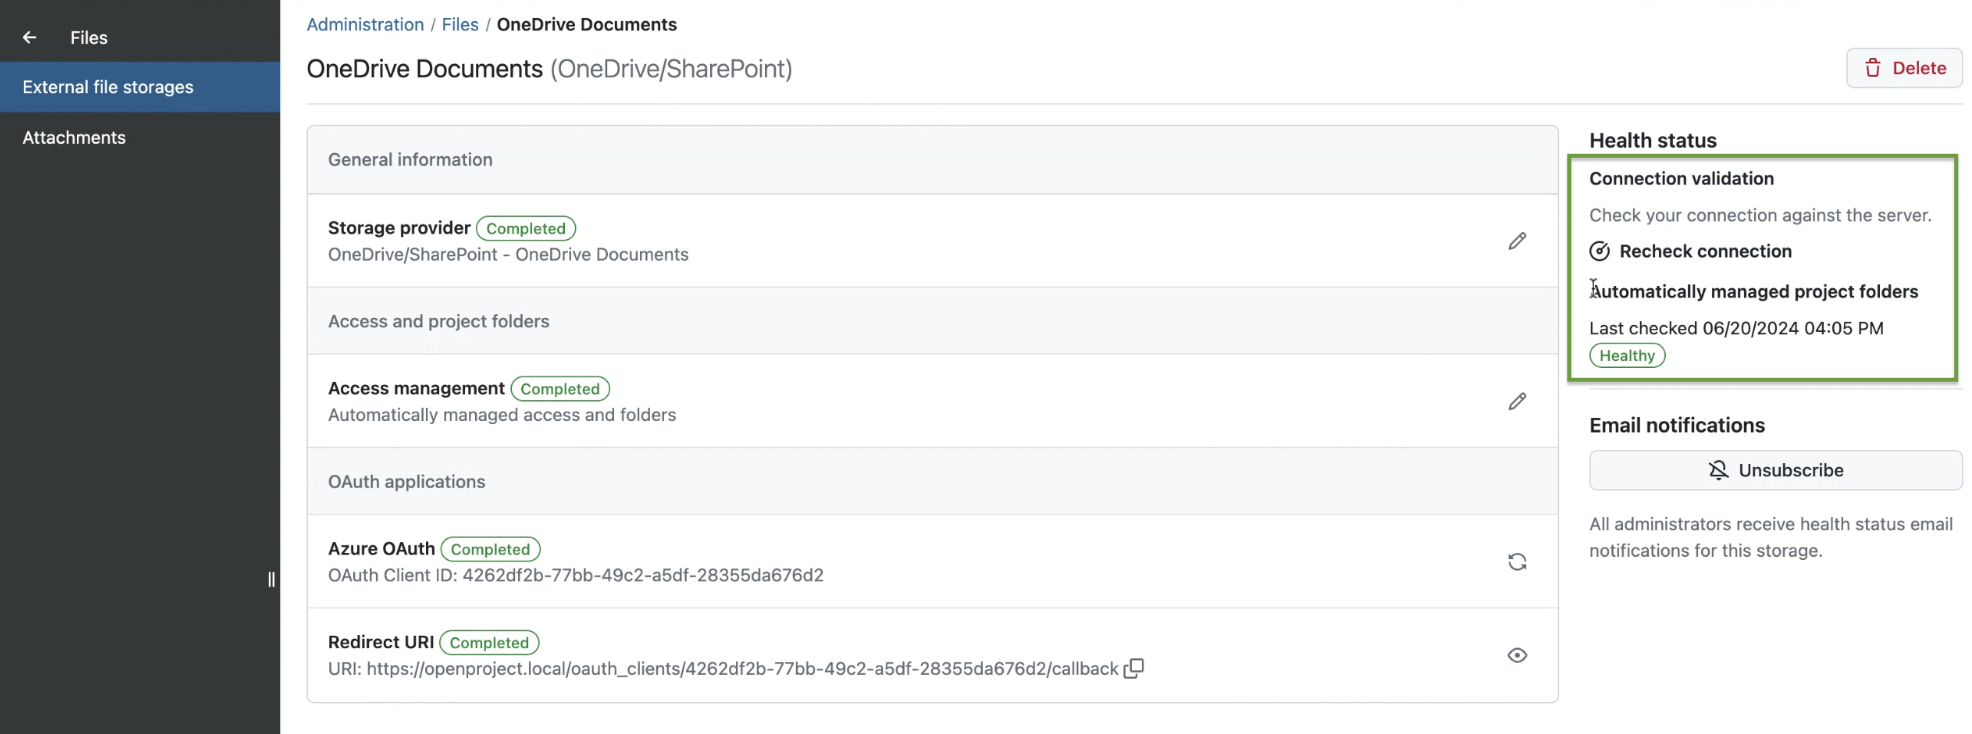 Files
External file storages
Attachments
Administration / Files / OneDrive Documents
OneDrive Documents (OneDrive/SharePoint)
Delete
General information
Storage provider Completed
OneDrive/SharePoint - OneDrive Documents
Access and project folders
Access management Completed
Automatically managed access and folders
OAuth applications
Azure OAuth Completed
OAuth Client ID: 4262df2b-77bb-49c2-a5df-28355da676d2
Redirect URI Completed
URI: https://openproject.local/oauth_clients/4262df2b-77bb-49c2-a5df-28355da676d2/callback
Health status
Connection validation
Check your connection against the server.
Recheck connection
Automatically managed project folders
Last checked 06/20/2024 04:05 PM
Healthy
Email notifications
Unsubscribe
All administrators receive health status email
notifications for this storage.